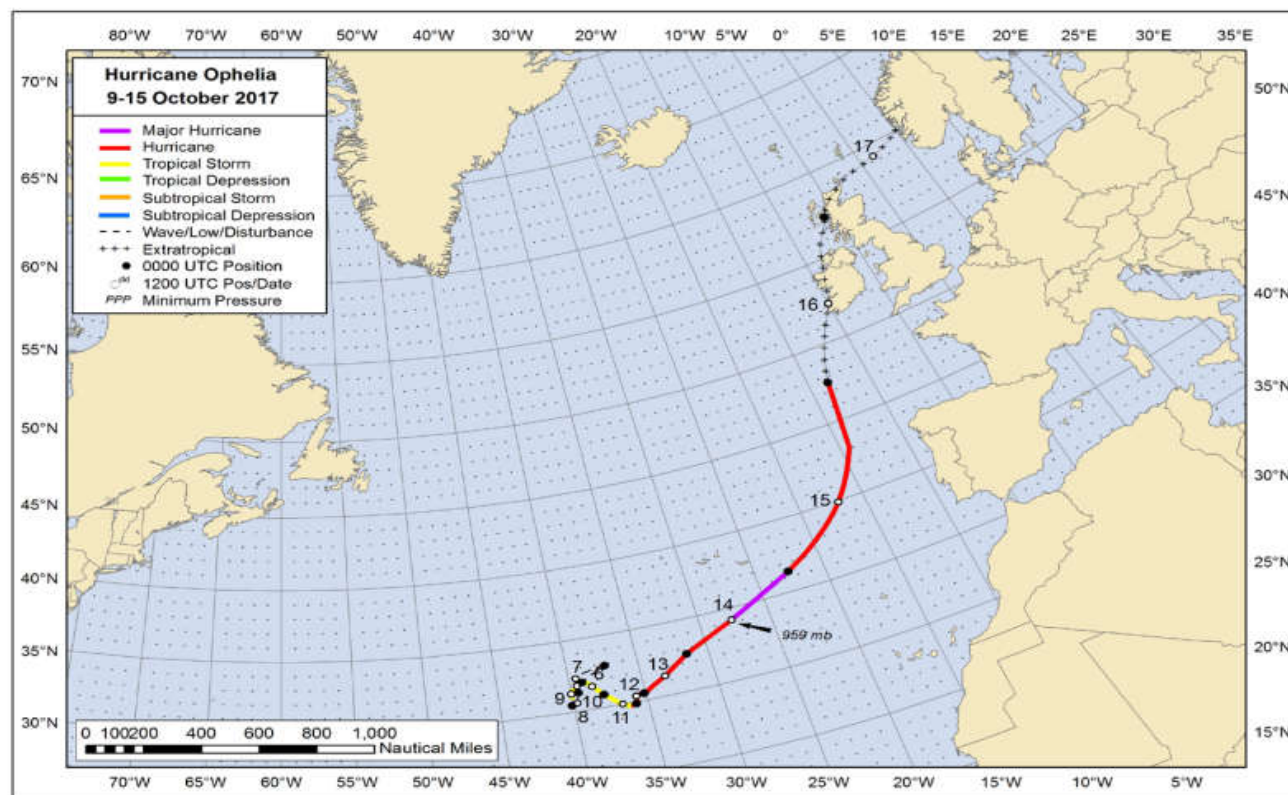 80°W 70°W 60°W 50°W 40°W 30°W 20°W 10°W 5°W 0° 5°E 10°E 15°E 20°E 25°E 30°E 35°E
Hurricane Ophelia
9-15 October 2017
Major Hurricane
Hurricane
Tropical Storm
Tropical Depression
Subtropical Storm
Subtropical Depression
Wave/Low/Disturbance
Extratropical
0000 UTC Position
1200 UTC Pos/Date
PPP Minimum Pressure
70°N
65°N
60°N
55°N
50°N
45°N
40°N
35°N
30°N
50°N
45°N
40°N
35°N
30°N
25°N
20°N
15°N
17
16
15
14
959 mb
13
12
7
6
9
10
8
11
0 100 200 400 600 800 1,000
Nautical Miles
70°W 65°W 60°W 55°W 50°W 45°W 40°W 35°W 30°W 25°W 20°W 15°W 10°W 5°W